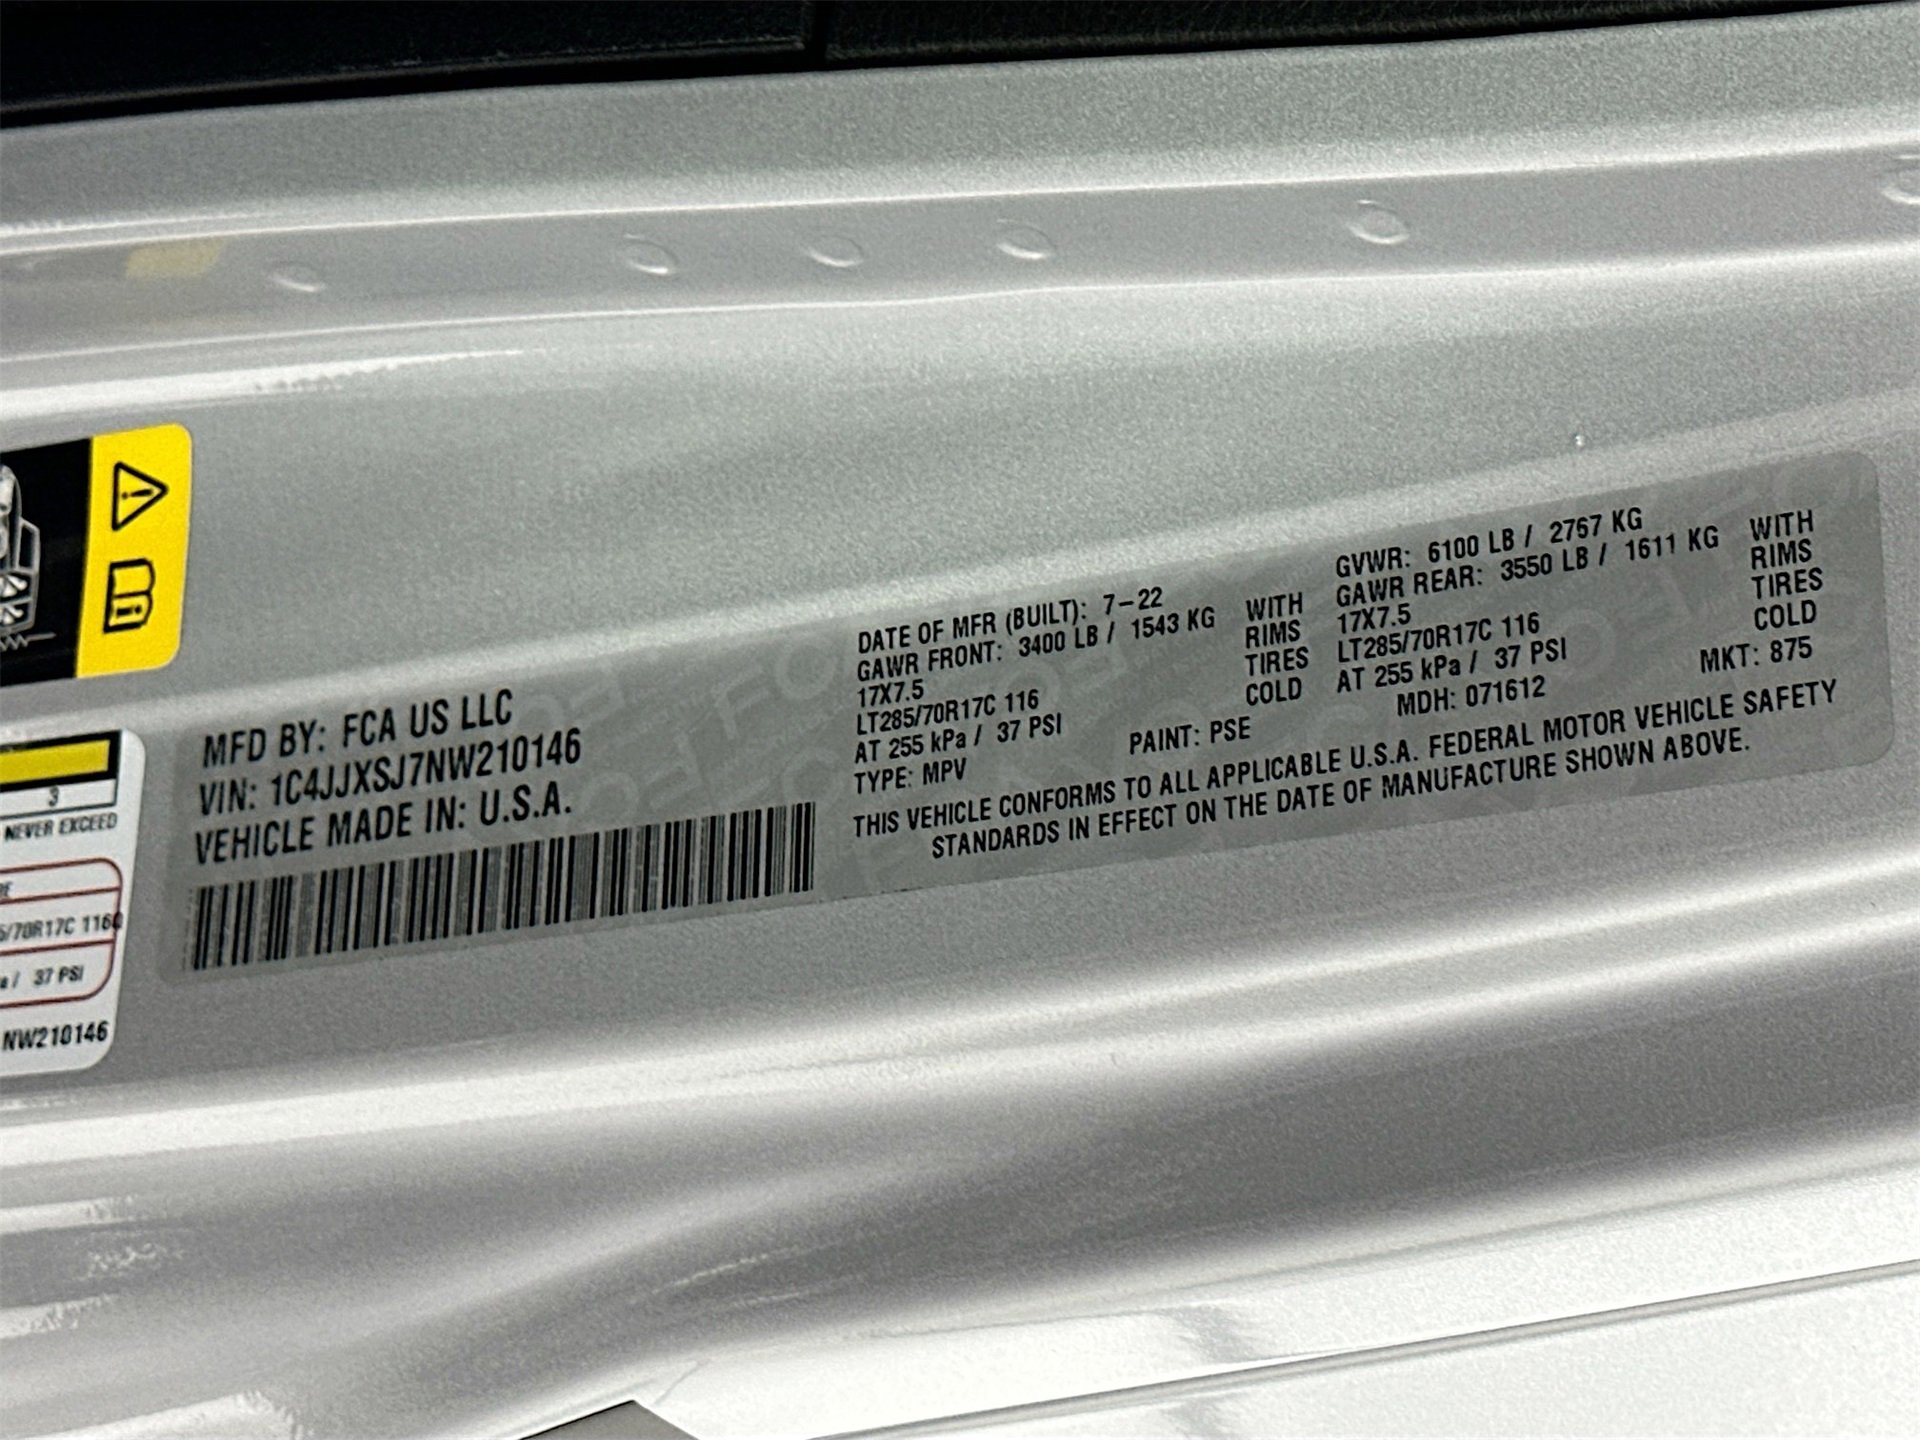 3
NEVER EXCEED
5/70R17C 116Q
a / 37 PSI
NW210146
MFD BY: FCA US LLC
VIN: 1C4JJXSJ7NW210146
VEHICLE MADE IN: U.S.A.
DATE OF MFR (BUILT): 7-22 GVWR: 6100 LB / 2767 KG
GAWR FRONT: 3400 LB / 1543 KG WITH GAWR REAR: 3550 LB / 1611 KG WITH
17X7.5 RIMS 17X7.5 RIMS
LT285/70R17C 116 TIRES LT285/70R17C 116 TIRES
AT 255 kPa / 37 PSI COLD AT 255 kPa / 37 PSI COLD
TYPE: MPV PAINT: PSE MDH: 071612 MKT: 875
THIS VEHICLE CONFORMS TO ALL APPLICABLE U.S.A. FEDERAL MOTOR VEHICLE SAFETY
STANDARDS IN EFFECT ON THE DATE OF MANUFACTURE SHOWN ABOVE.